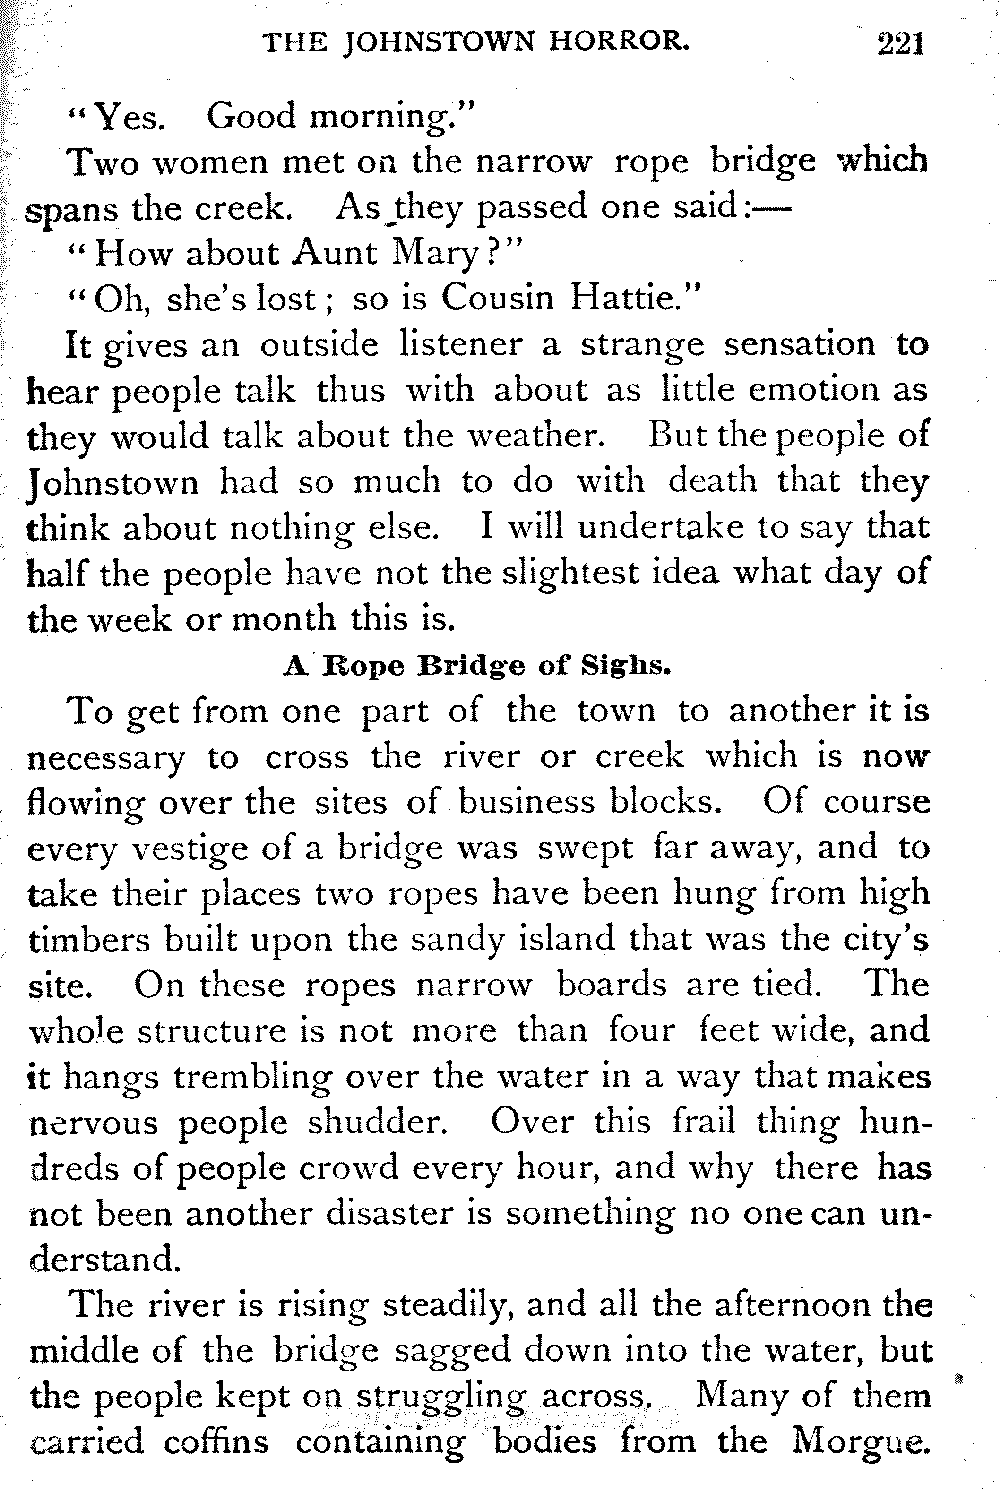 THE JOHNSTOWN HORROR. 221
"Yes. Good morning."
Two women met on the narrow rope bridge which
spans the creek. As they passed one said:—
"How about Aunt Mary?"
"Oh, she's lost; so is Cousin Hattie."
It gives an outside listener a strange sensation to
hear people talk thus with about as little emotion as
they would talk about the weather. But the people of
Johnstown had so much to do with death that they
think about nothing else. I will undertake to say that
half the people have not the slightest idea what day of
the week or month this is.
A Rope Bridge of Sighs.
To get from one part of the town to another it is
necessary to cross the river or creek which is now
flowing over the sites of business blocks. Of course
every vestige of a bridge was swept far away, and to
take their places two ropes have been hung from high
timbers built upon the sandy island that was the city's
site. On these ropes narrow boards are tied. The
whole structure is not more than four feet wide, and
it hangs trembling over the water in a way that makes
nervous people shudder. Over this frail thing hun-
dreds of people crowd every hour, and why there has
not been another disaster is something no one can un-
derstand.
The river is rising steadily, and all the afternoon the
middle of the bridge sagged down into the water, but
the people kept on struggling across. Many of them
carried coffins containing bodies from the Morgue.